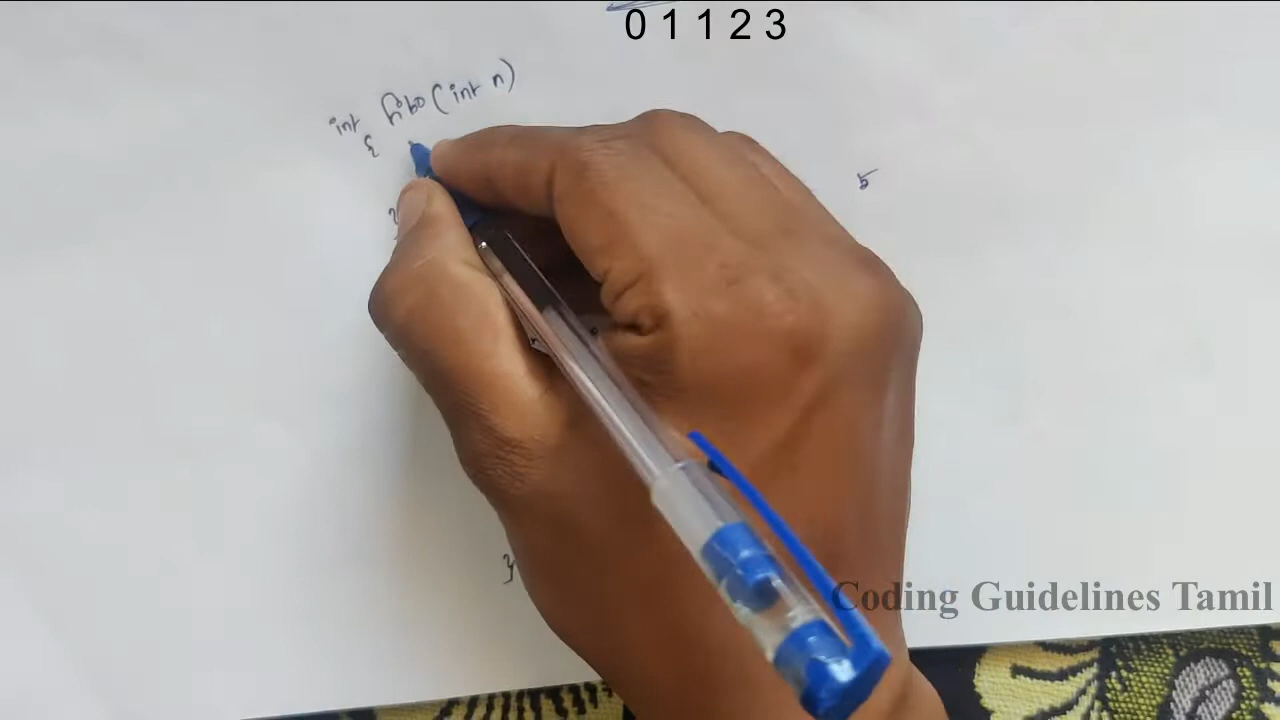 0 1 1 2 3
int fibo(int n)
{
5
}
}
Coding Guidelines Tamil